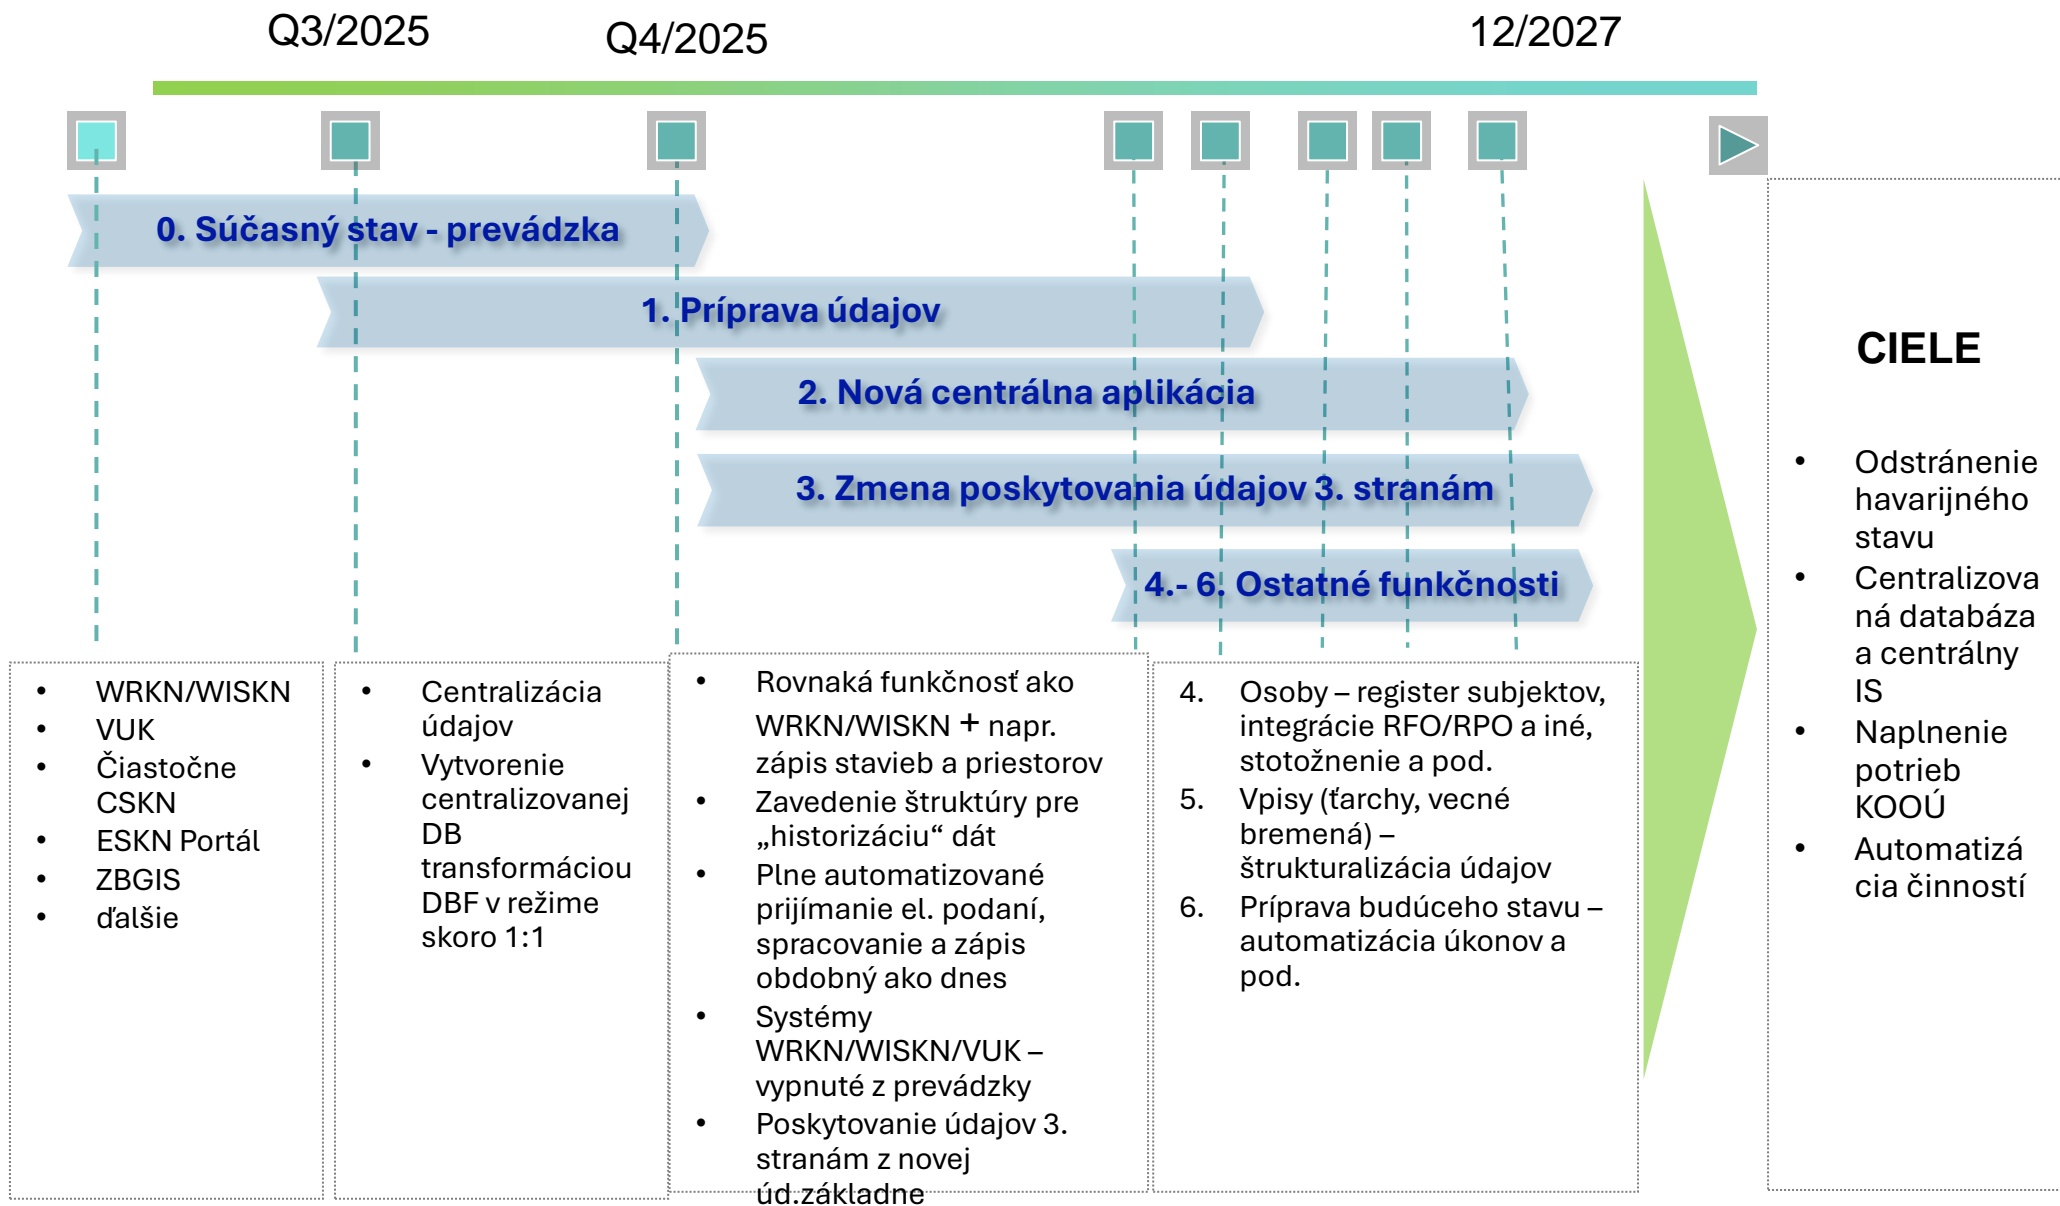 Q3/2025
Q4/2025
12/2027
0. Súčasný stav - prevádzka
1. Príprava údajov
2. Nová centrálna aplikácia
3. Zmena poskytovania údajov 3. stranám
4.- 6. Ostatné funkčnosti
• WRKN/WISKN
• VUK
• Čiastočne
CSKN
• ESKN Portál
• ZBGIS
• ďalšie
• Centralizácia
údajov
• Vytvorenie
centralizovanej
DB
transformáciou
DBF v režime
skoro 1:1
• Rovnaká funkčnosť ako
WRKN/WISKN + napr.
zápis stavieb a priestorov
• Zavedenie štruktúry pre
„historizáciu“ dát
• Plne automatizované
prijímanie el. podaní,
spracovanie a zápis
obdobný ako dnes
• Systémy
WRKN/WISKN/VUK –
vypnuté z prevádzky
• Poskytovanie údajov 3.
stranám z novej
úd.základne
4. Osoby – register subjektov,
integrácie RFO/RPO a iné,
stotožnenie a pod.
5. Vpisy (ťarchy, vecné
bremená) –
štrukturalizácia údajov
6. Príprava budúceho stavu –
automatizácia úkonov a
pod.
CIELE
• Odstránenie
havarijného
stavu
• Centralizova
ná databáza
a centrálny
IS
• Naplnenie
potrieb
KOOÚ
• Automatizá
cia činností